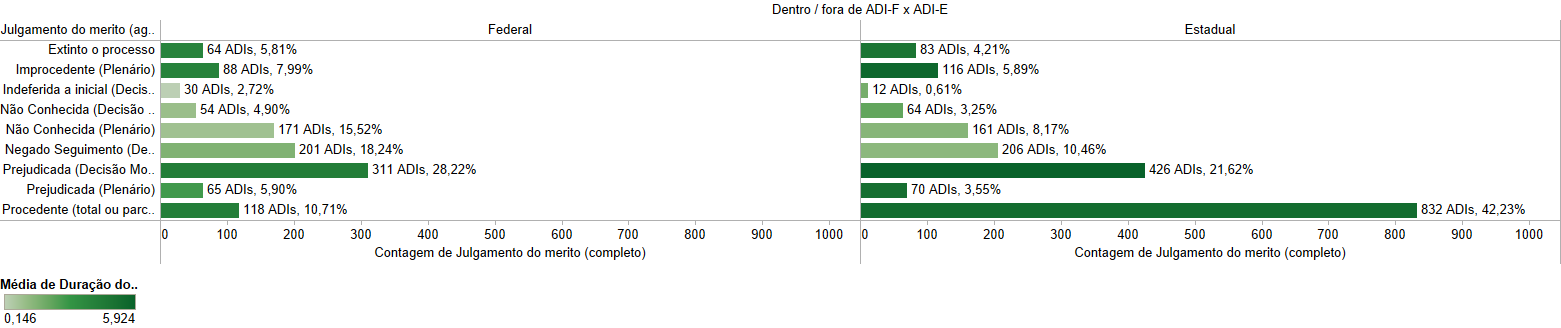 Dentro / fora de ADI-F x ADI-E
Julgamento do merito (ag.. Federal Estadual
Extinto o processo 64 ADIs, 5,81% 83 ADIs, 4,21%
Improcedente (Plenário) 88 ADIs, 7,99% 116 ADIs, 5,89%
Indeferida a inicial (Decis.. 30 ADIs, 2,72% 12 ADIs, 0,61%
Não Conhecida (Decisão .. 54 ADIs, 4,90% 64 ADIs, 3,25%
Não Conhecida (Plenário) 171 ADIs, 15,52% 161 ADIs, 8,17%
Negado Seguimento (De.. 201 ADIs, 18,24% 206 ADIs, 10,46%
Prejudicada (Decisão Mo.. 311 ADIs, 28,22% 426 ADIs, 21,62%
Prejudicada (Plenário) 65 ADIs, 5,90% 70 ADIs, 3,55%
Procedente (total ou parc.. 118 ADIs, 10,71% 832 ADIs, 42,23%
0 100 200 300 400 500 600 700 800 900 1000 0 100 200 300 400 500 600 700 800 900 1000
Contagem de Julgamento do merito (completo) Contagem de Julgamento do merito (completo)
Média de Duração do..
0,146 5,924